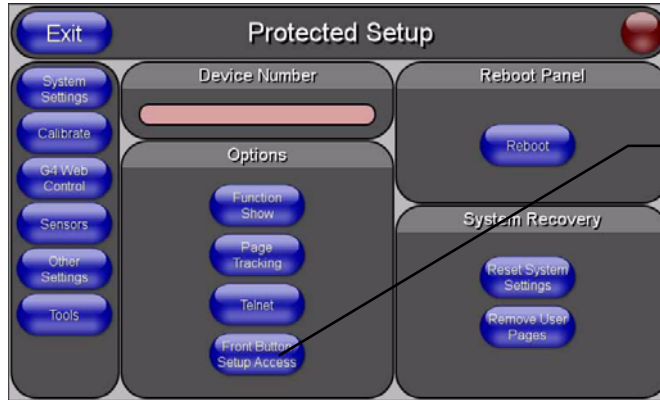 Exit
Protected Setup
System
Settings
Calibrate
G4 Web
Control
Sensors
Other
Settings
Tools
Device Number
Options
Function
Show
Page
Tracking
Telnet
Front Button
Setup Access
Reboot Panel
Reboot
System Recovery
Reset System
Settings
Remove User
Pages